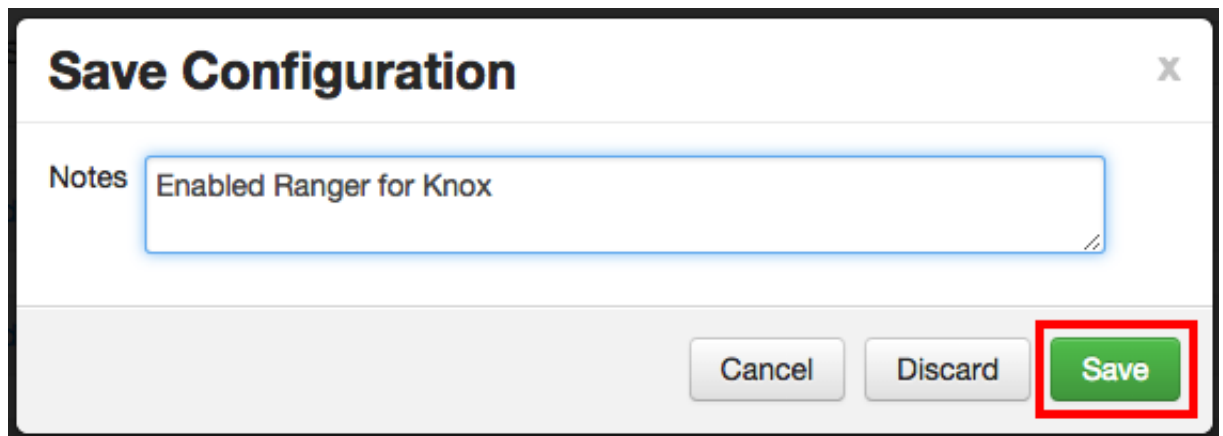 Save Configuration
x
Notes
Enabled Ranger for Knox
Cancel
Discard
Save